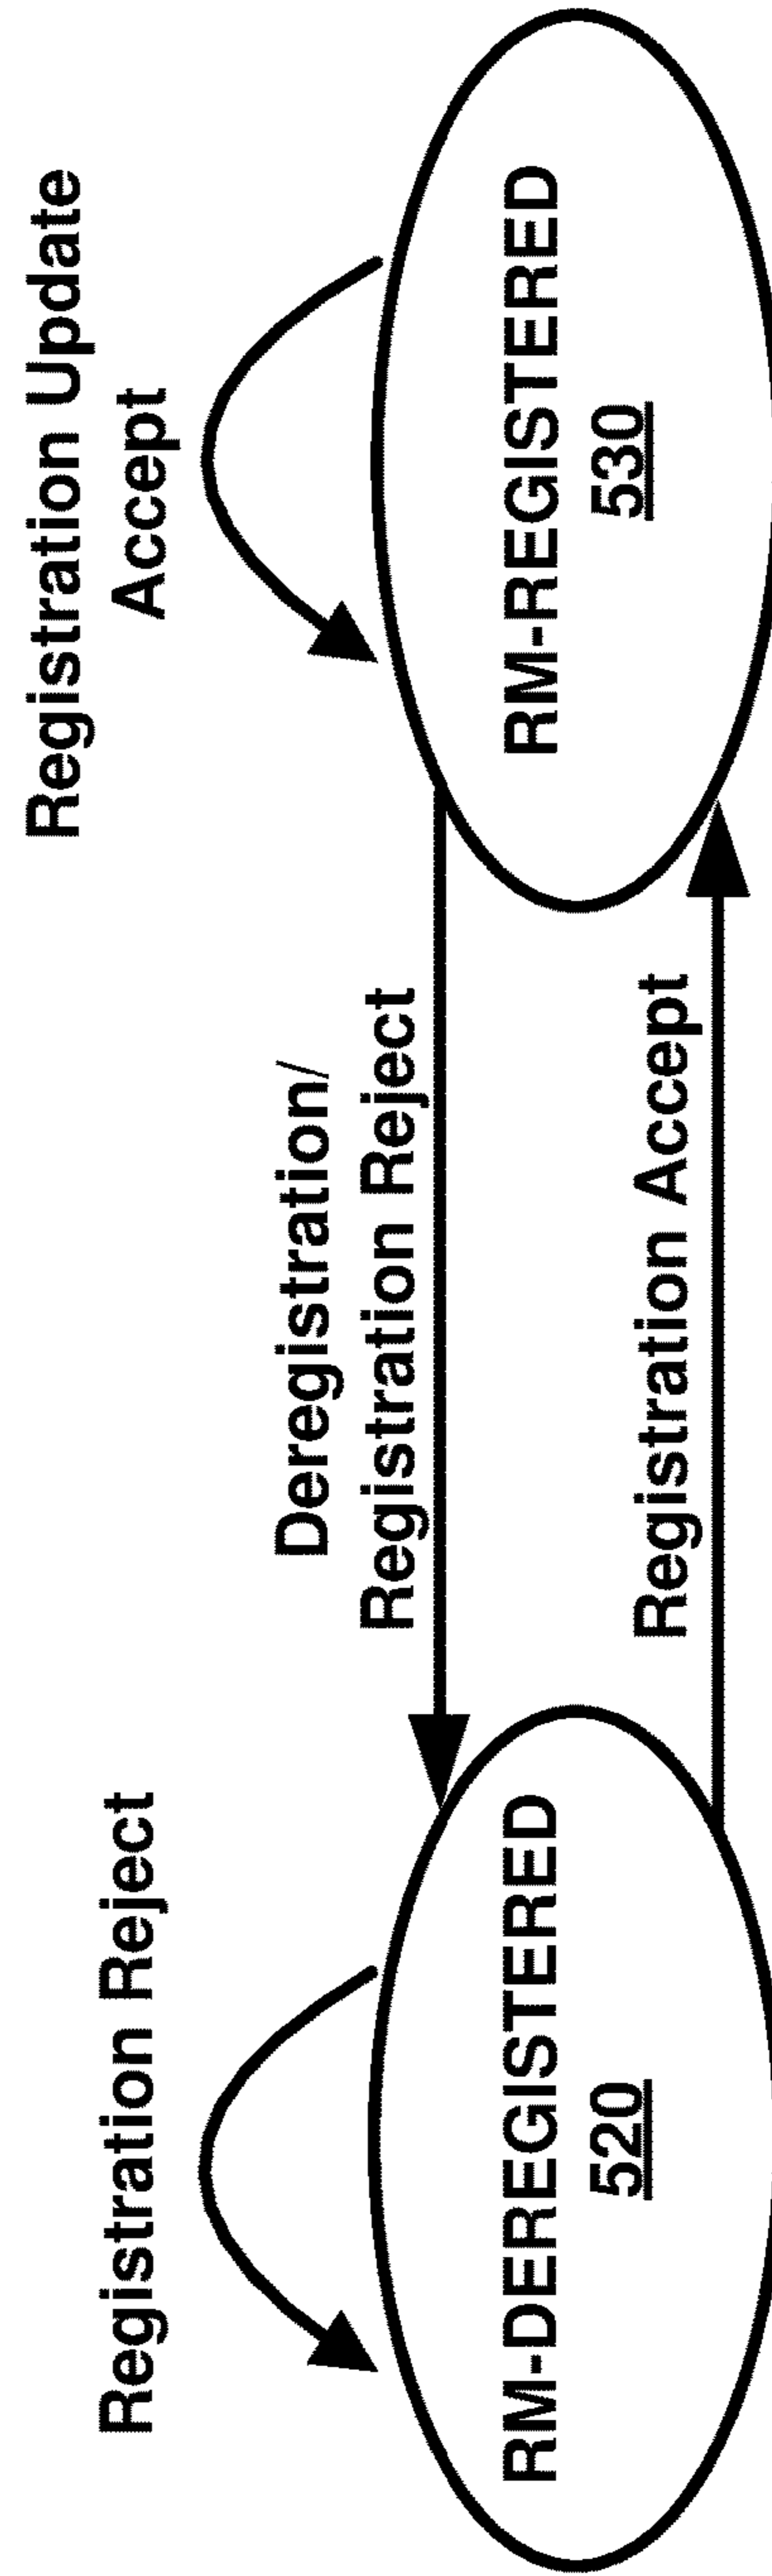 Registration Reject
RM-DEREGISTERED
520
Deregistration/
Registration Reject
Registration Accept
Registration Update
Accept
RM-REGISTERED
530